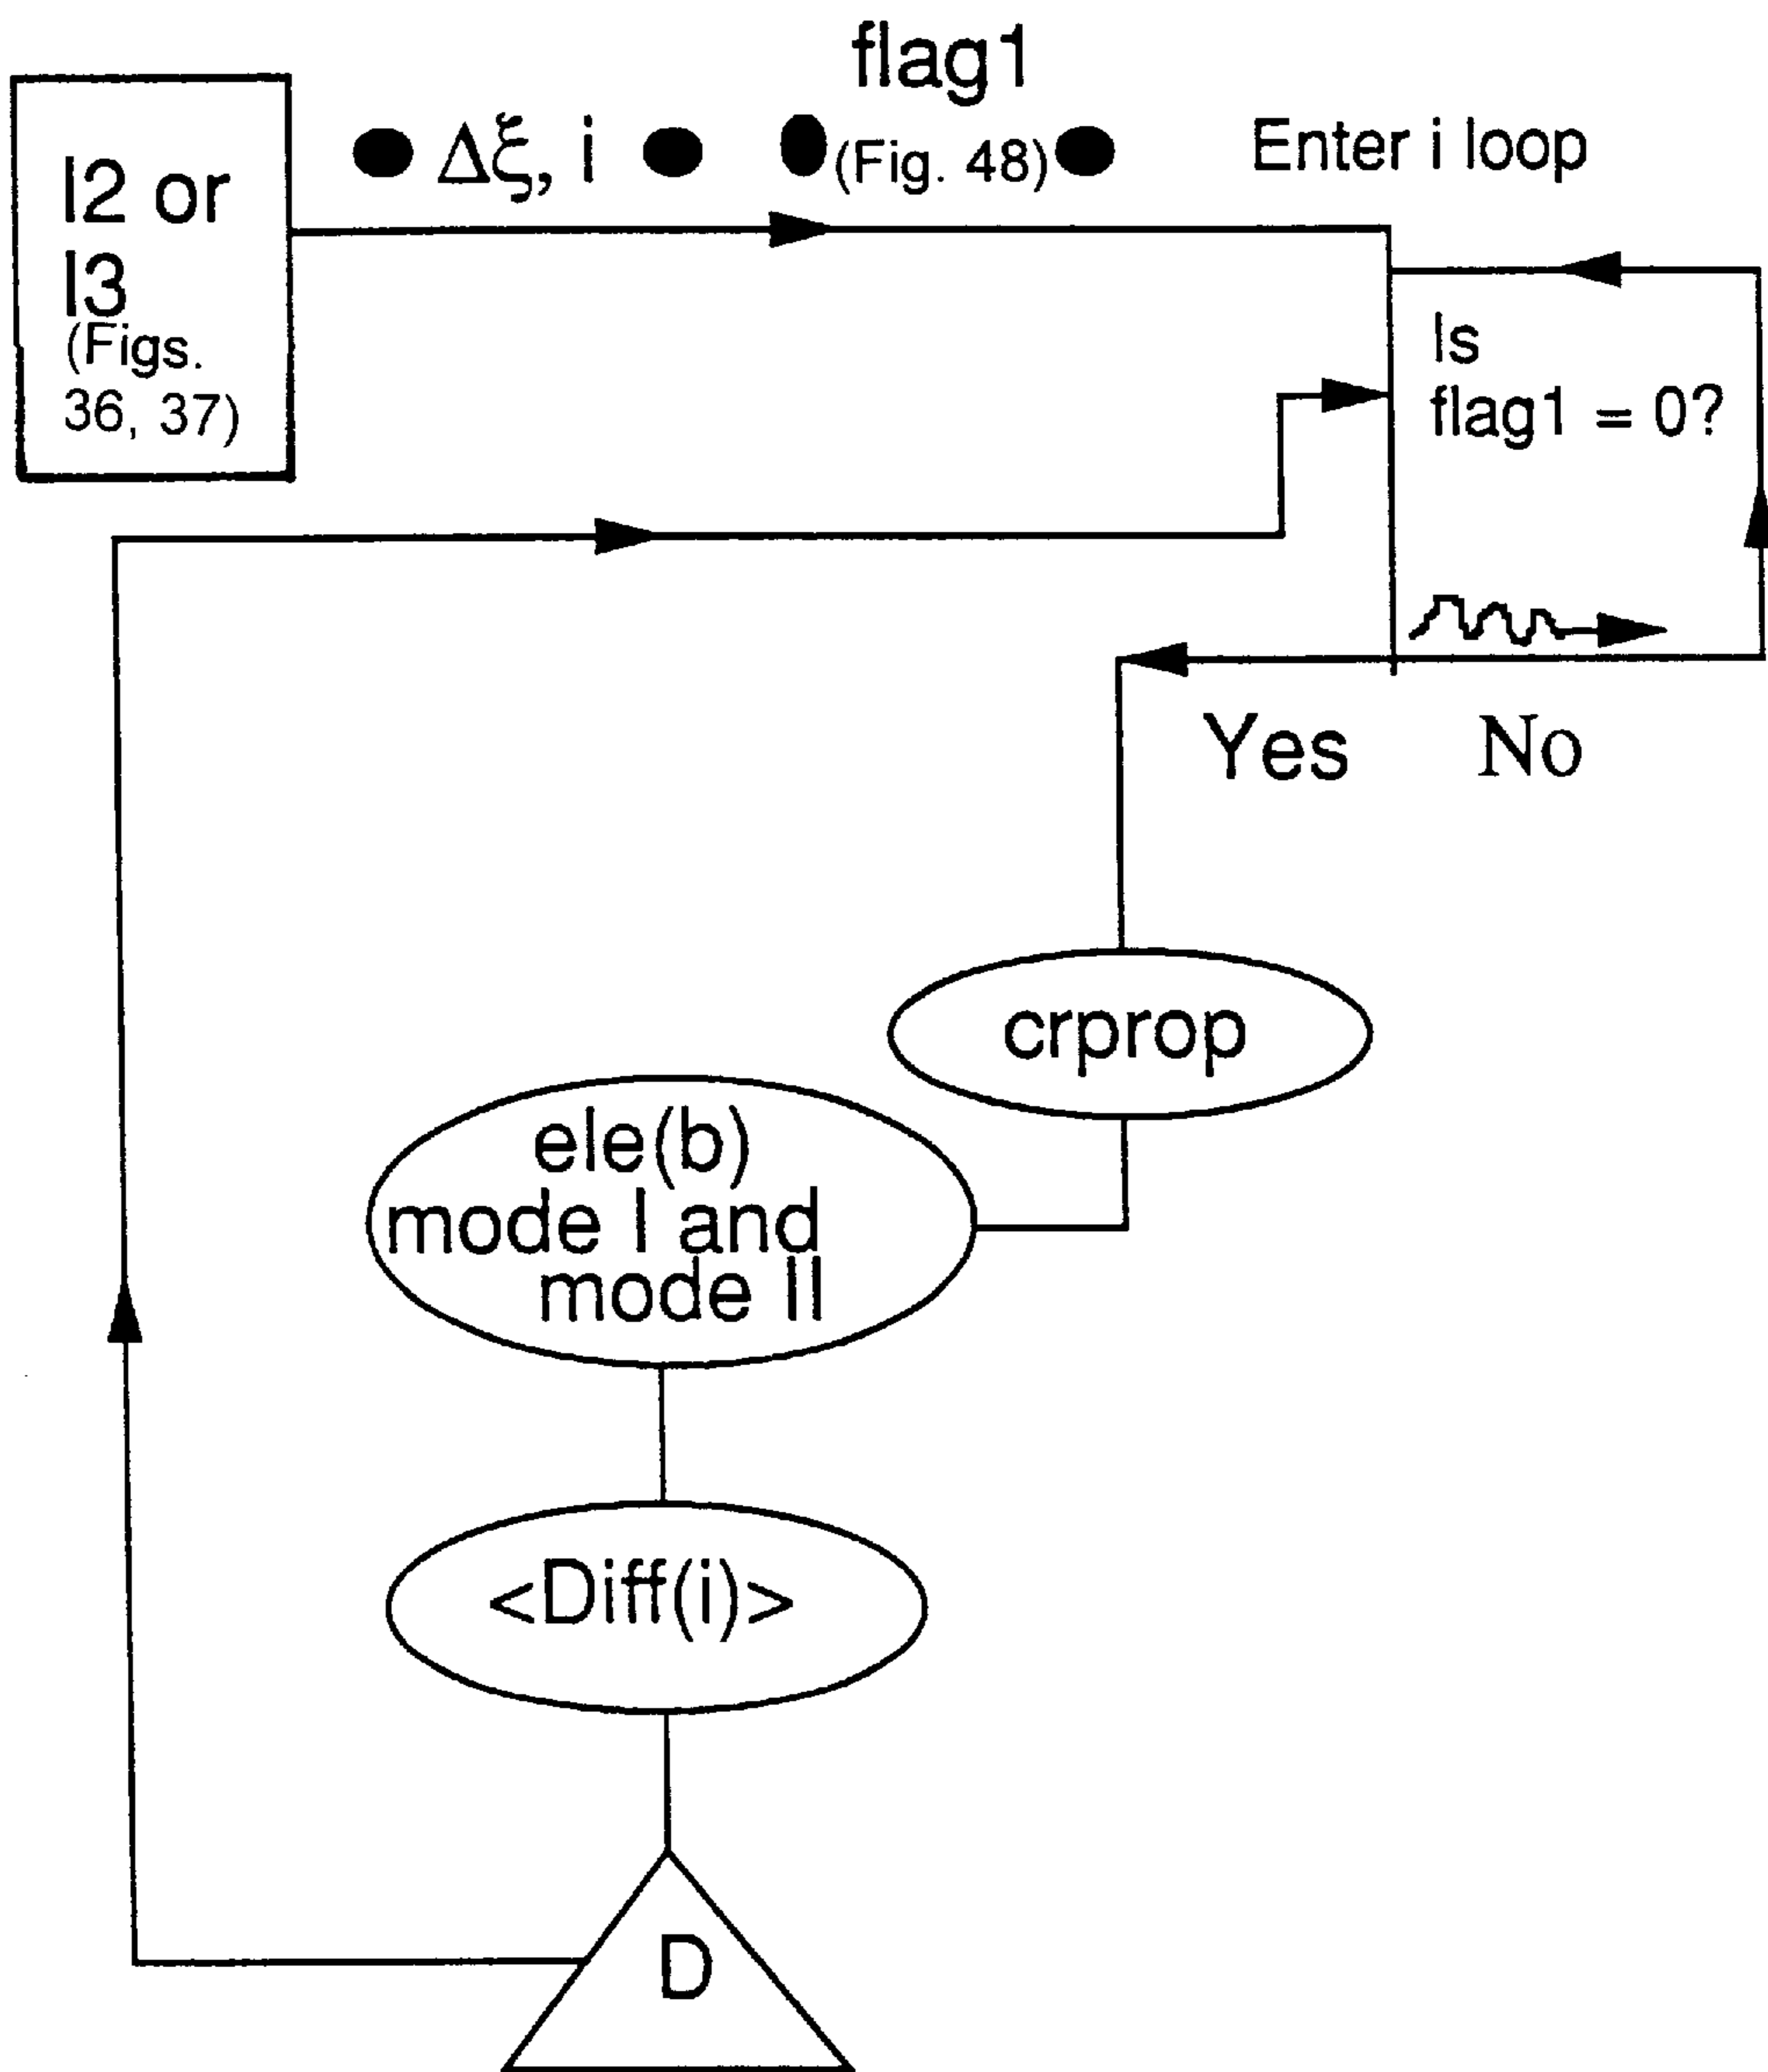 flag1
● Δξ, i ● ● (Fig. 48) ● Enter i loop
I2 or
I3
(Figs.
36, 37)
Is
flag1 = 0?
Yes No
crprop
ele(b)
mode I and
mode II
<Diff(i)>
D